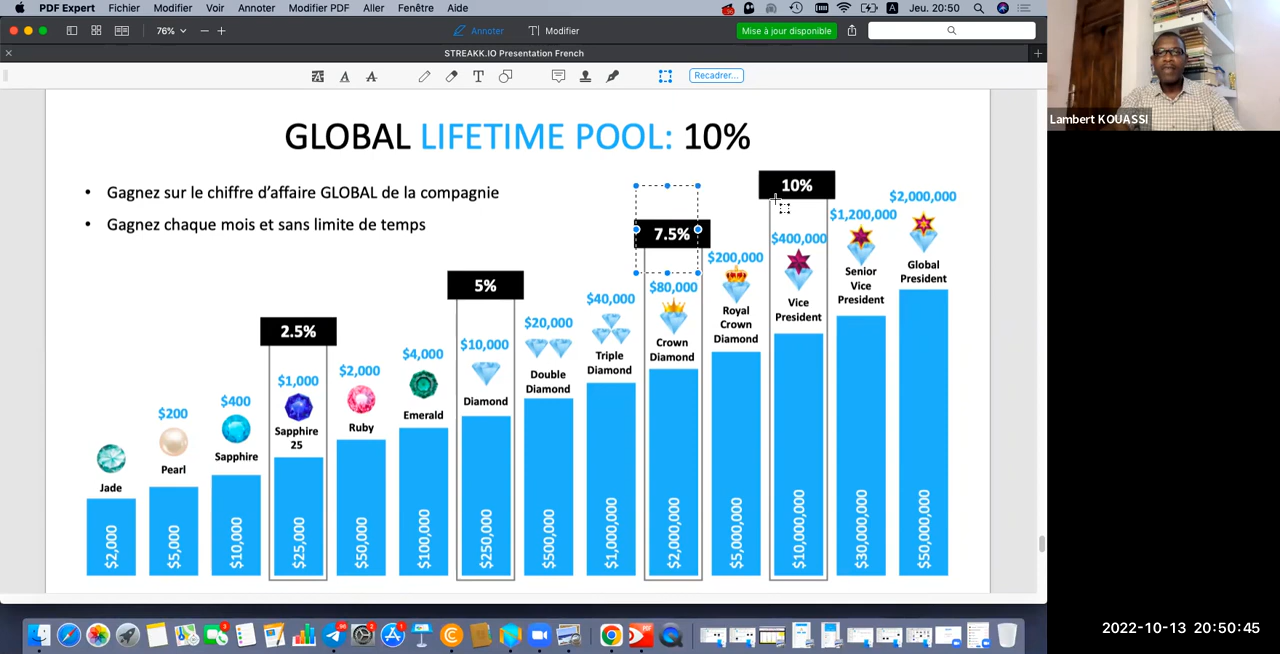 PDF Expert Fichier Modifier Voir Annoter Modifier PDF Aller Fenêtre Aide Jeu. 20:50
76% Annoter Modifier Mise à jour disponible
STREAKK.IO Presentation French
Recadrer...
Lambert KOUASSI
GLOBAL LIFETIME POOL: 10%
• Gagnez sur le chiffre d'affaire GLOBAL de la compagnie
• Gagnez chaque mois et sans limite de temps
2.5%
5%
7.5%
10%
Jade
$2,000
$200
Pearl
$5,000
$400
Sapphire
$10,000
$1,000
Sapphire
25
$25,000
$2,000
Ruby
$50,000
$4,000
Emerald
$100,000
$10,000
Diamond
$250,000
$20,000
Double
Diamond
$500,000
$40,000
Triple
Diamond
$1,000,000
$80,000
Crown
Diamond
$2,000,000
$200,000
Royal
Crown
Diamond
$5,000,000
$400,000
Vice
President
$10,000,000
$1,200,000
Senior
Vice
President
$30,000,000
$2,000,000
Global
President
$50,000,000
2022-10-13 20:50:45